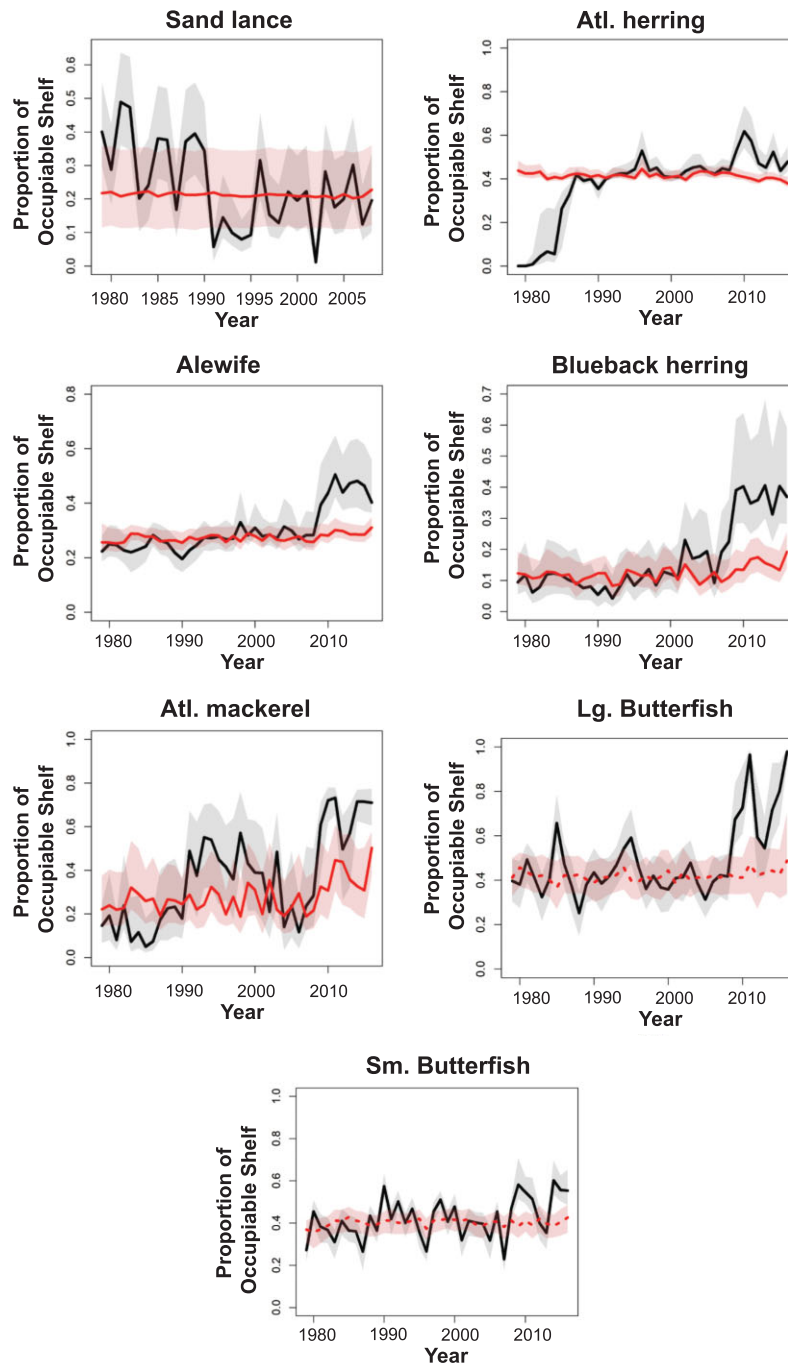 Sand lance
Proportion of
Occupiable Shelf
0.6
0.5
0.4
0.3
0.2
0.1
0.0
1980 1985 1990 1995 2000 2005
Year
Atl. herring
Proportion of
Occupiable Shelf
1.0
0.8
0.6
0.4
0.2
0.0
1980 1990 2000 2010
Year
Alewife
Proportion of
Occupiable Shelf
0.8
0.6
0.4
0.2
0.0
1980 1990 2000 2010
Year
Blueback herring
Proportion of
Occupiable Shelf
0.7
0.6
0.5
0.4
0.3
0.2
0.1
0.0
1980 1990 2000 2010
Year
Atl. mackerel
Proportion of
Occupiable Shelf
1.0
0.8
0.6
0.4
0.2
0.0
1980 1990 2000 2010
Year
Lg. Butterfish
Proportion of
Occupiable Shelf
1.0
0.8
0.6
0.4
0.2
0.0
1980 1990 2000 2010
Year
Sm. Butterfish
Proportion of
Occupiable Shelf
1.0
0.8
0.6
0.4
0.2
0.0
1980 1990 2000 2010
Year